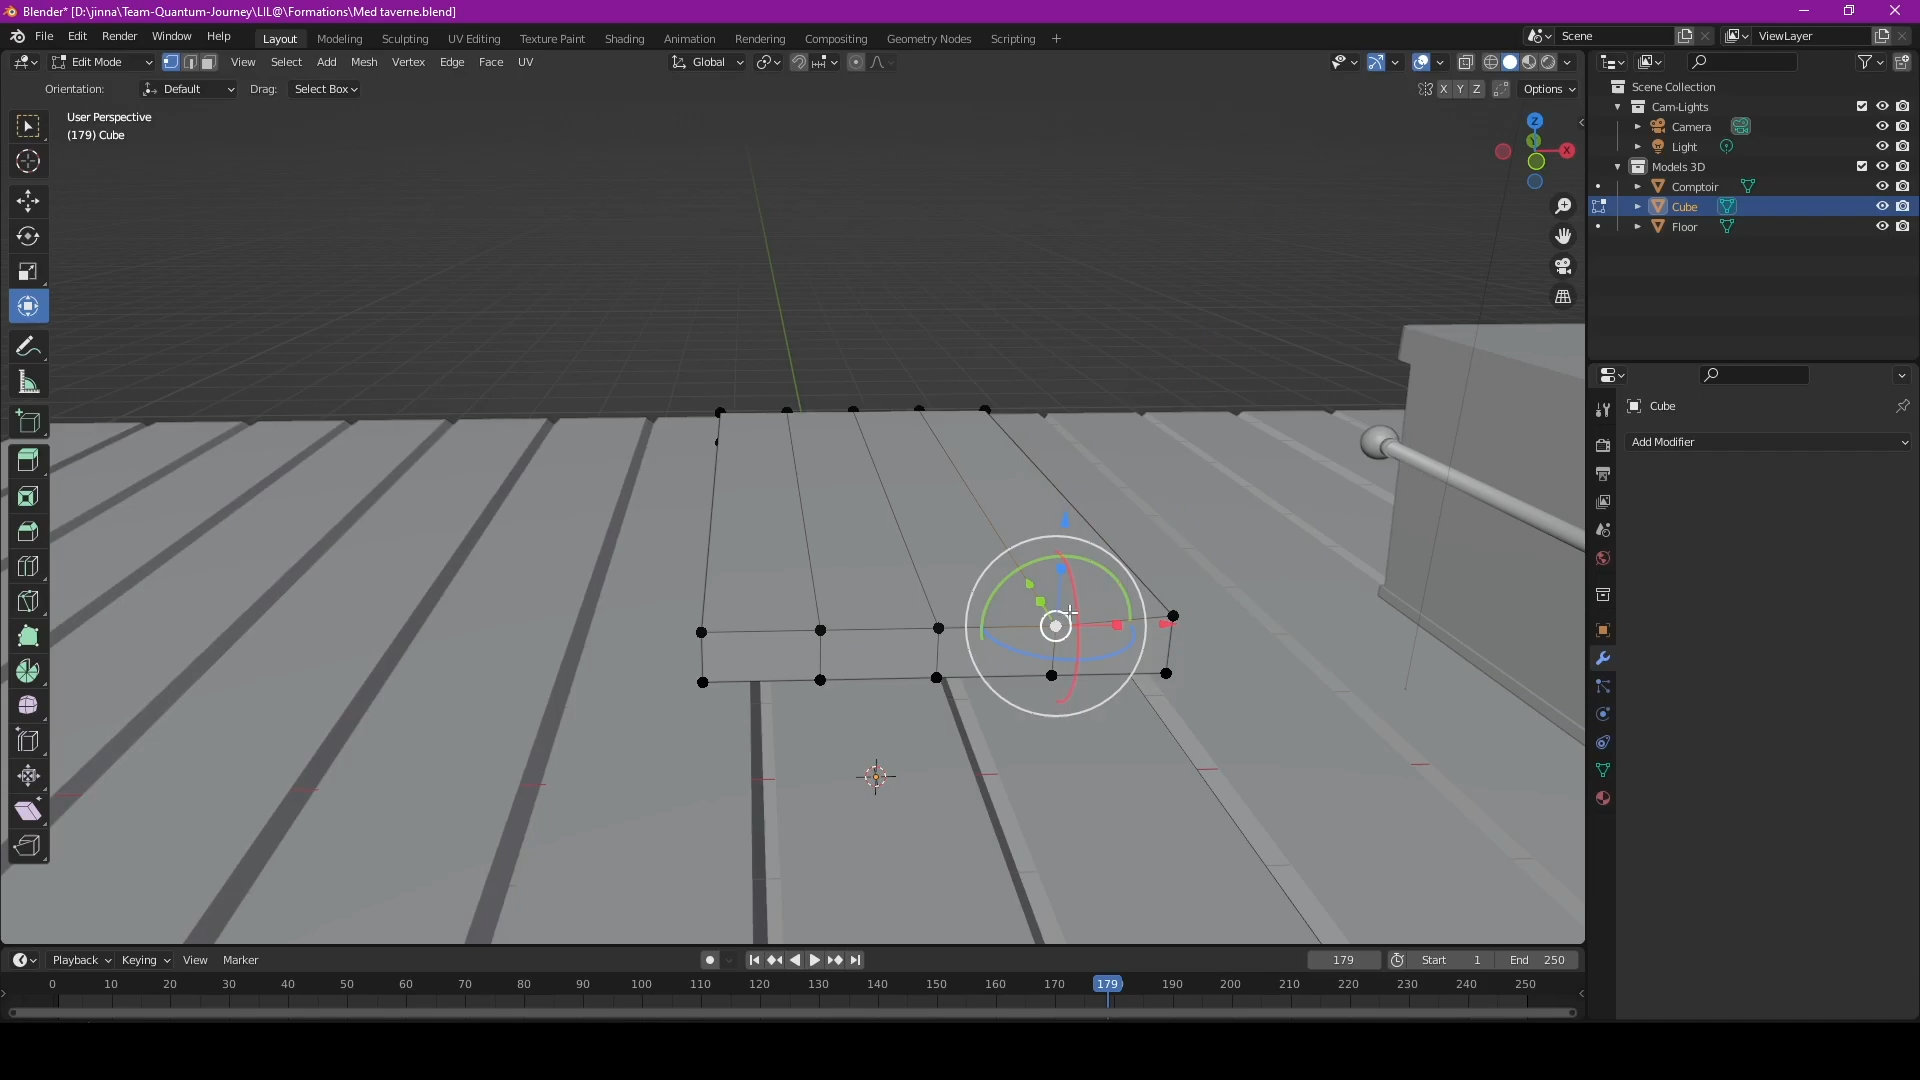 Blender* [D:\jinna\Team-Quantum-Journey\LIL@\Formations\Med taverne.blend]
File Edit Render Window Help Layout Modeling Sculpting UV Editing Texture Paint Shading Animation Rendering Compositing Geometry Nodes Scripting + Scene ViewLayer
Edit Mode View Select Add Mesh Vertex Edge Face UV Global
Orientation: Default Drag: Select Box X Y Z Options
User Perspective
(179) Cube
Z
X
Scene Collection
Cam-Lights
Camera
Light
Models 3D
Comptoir
Cube
Floor
Cube
Add Modifier
Playback Keying View Marker 179 Start 1 End 250
0 10 20 30 40 50 60 70 80 90 100 110 120 130 140 150 160 170 179 190 200 210 220 230 240 250